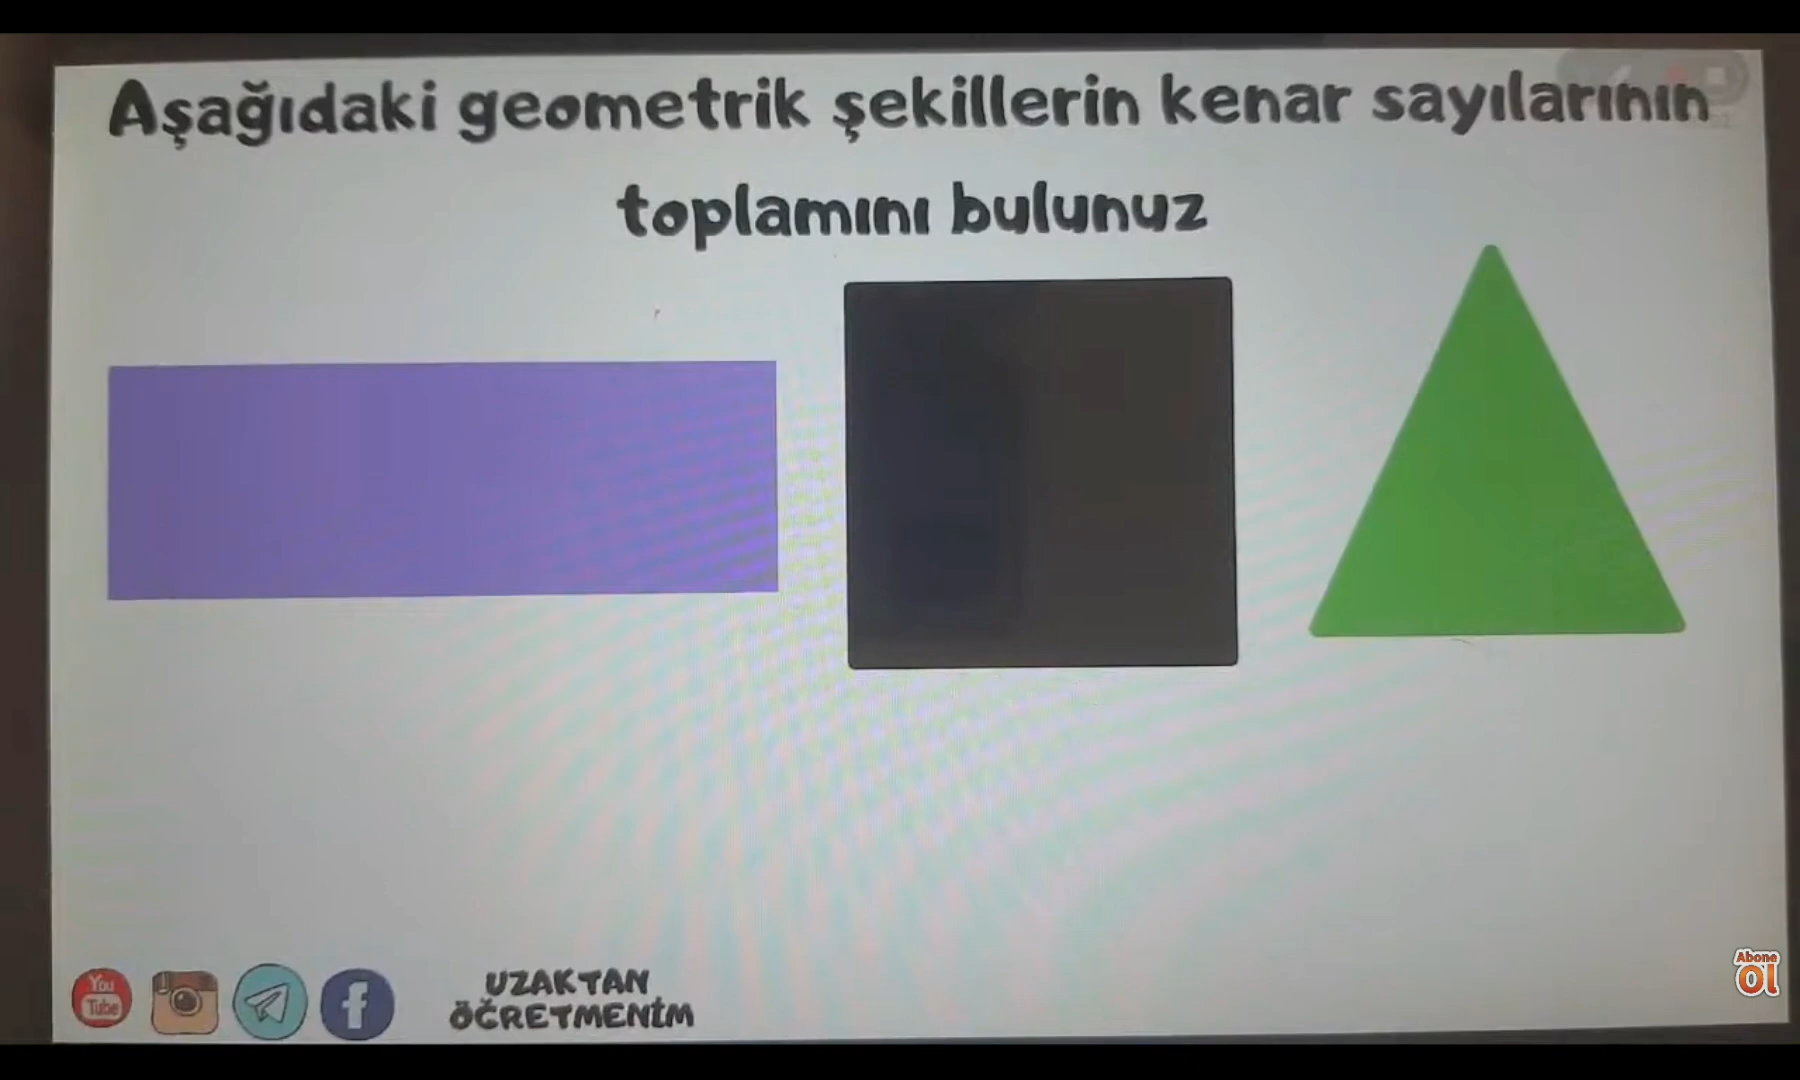 Aşağıdaki geometrik şekillerin kenar sayılarının
toplamını bulunuz
You
Tube
UZAKTAN
ÖĞRETMENİM
Abone
Ol